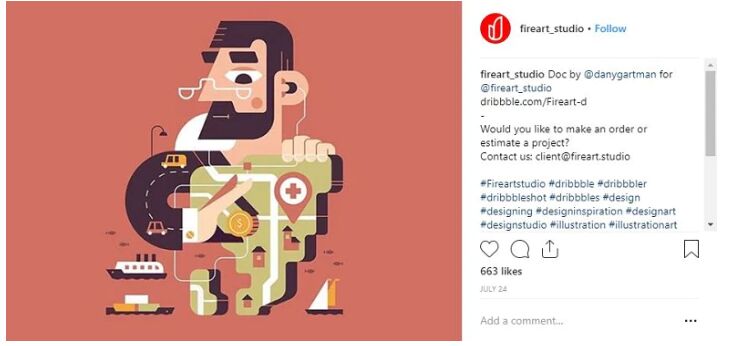 fireart_studio • Follow
fireart_studio Doc by @danygartman for
@fireart_studio
dribbble.com/Fireart-d
-
Would you like to make an order or
estimate a project?
Contact us: client@fireart.studio
#Fireartstudio #dribbble #dribbbler
#dribbbleshot #dribbbles #design
#designing #designinspiration #designart
#designstudio #illustration #illustrationart
663 likes
JULY 24
Add a comment...
$